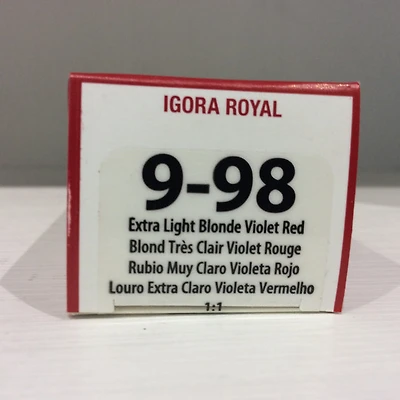 IGORA ROYAL
9-98
Extra Light Blonde Violet Red
Blond Très Clair Violet Rouge
Rubio Muy Claro Violeta Rojo
Louro Extra Claro Violeta Vermelho
1:1